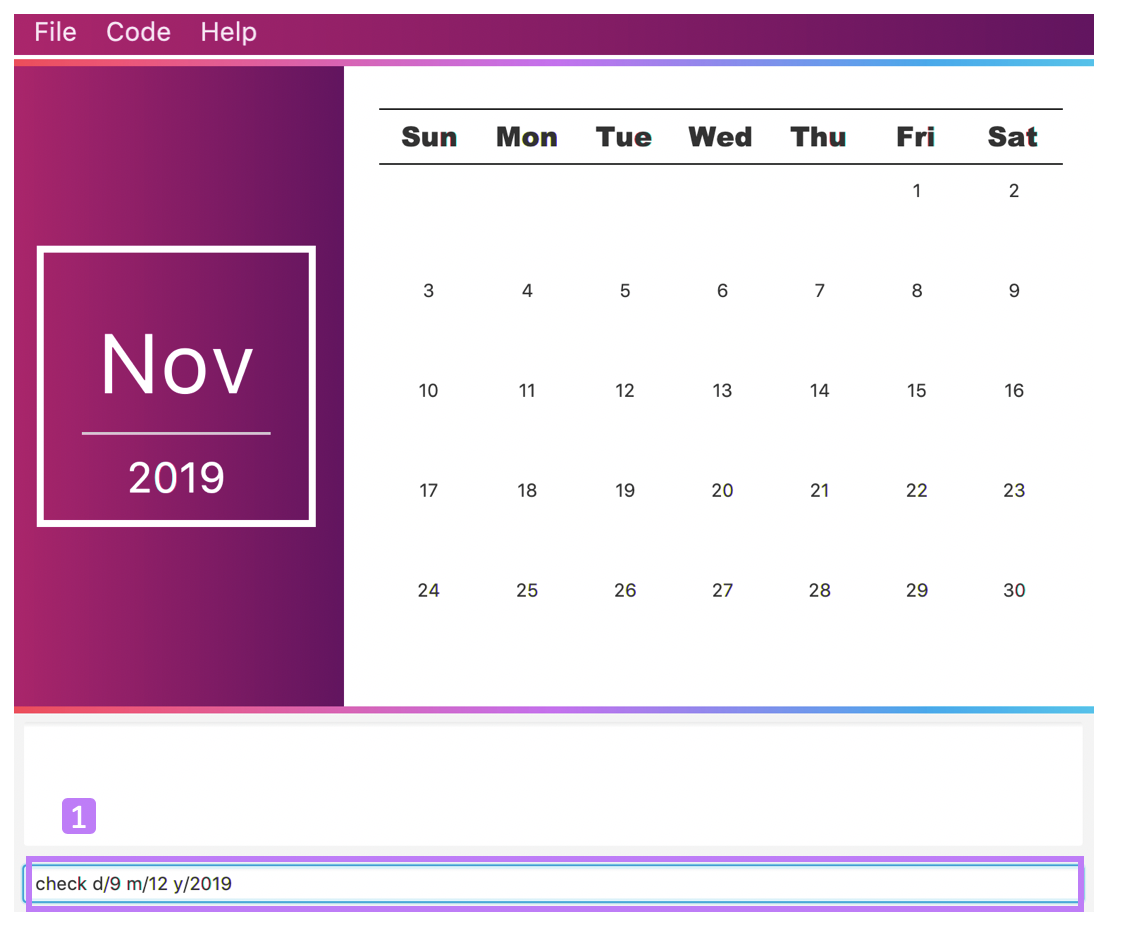 File Code Help
Sun Mon Tue Wed Thu Fri Sat
1 2
3 4 5 6 7 8 9
Nov
10 11 12 13 14 15 16
2019
17 18 19 20 21 22 23
24 25 26 27 28 29 30
1
check d/9 m/12 y/2019